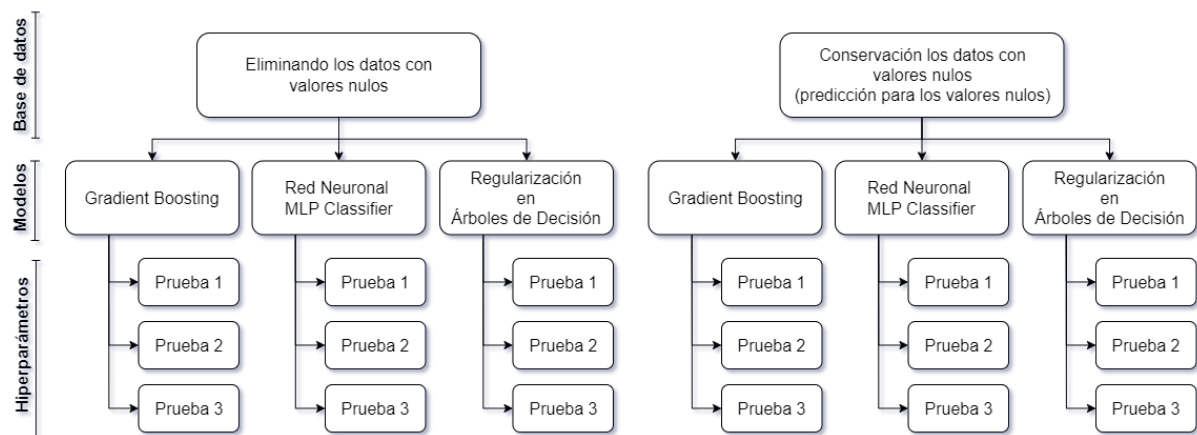 Base de datos
Eliminando los datos con
valores nulos
Conservación los datos con
valores nulos
(predicción para los valores nulos)
Modelos
Gradient Boosting
Red Neuronal
MLP Classifier
Regularización
en
Árboles de Decisión
Gradient Boosting
Red Neuronal
MLP Classifier
Regularización
en
Árboles de Decisión
Hiperparámetros
Prueba 1
Prueba 1
Prueba 1
Prueba 1
Prueba 1
Prueba 1
Prueba 2
Prueba 2
Prueba 2
Prueba 2
Prueba 2
Prueba 2
Prueba 3
Prueba 3
Prueba 3
Prueba 3
Prueba 3
Prueba 3